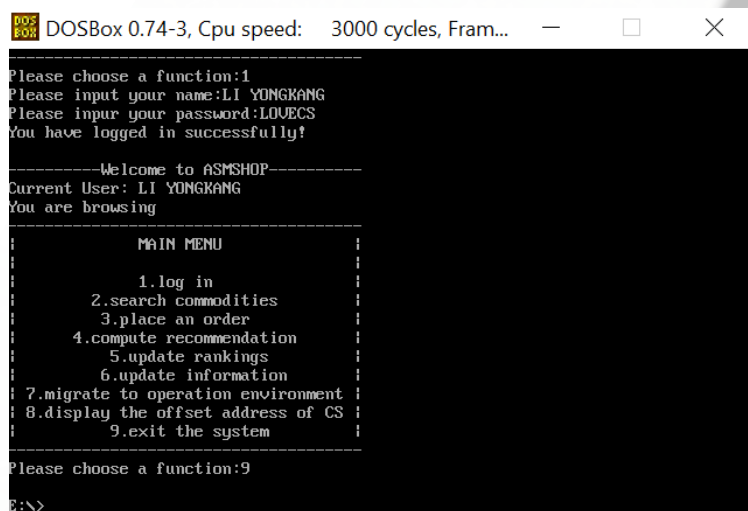 DOS BOX DOSBox 0.74-3, Cpu speed: 3000 cycles, Fram...
------------------------------------
Please choose a function:1
Please input your name:LI YONGKANG
Please inpur your password:LOVECS
You have logged in successfully!
----------Welcome to ASMSHOP----------
Current User: LI YONGKANG
You are browsing
------------------------------------
MAIN MENU
1.log in
2.search commodities
3.place an order
4.compute recommendation
5.update rankings
6.update information
7.migrate to operation environment
8.display the offset address of CS
9.exit the system
------------------------------------
Please choose a function:9
E:\>